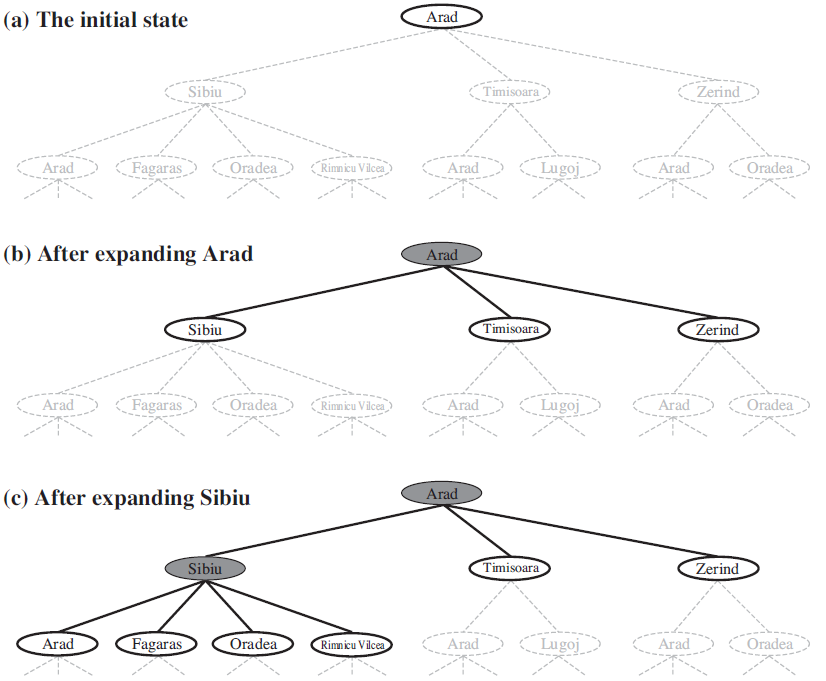 (a) The initial state
Arad
Sibiu Timisoara Zerind
Arad Fagaras Oradea Rimnicu Vilcea Arad Lugoj Arad Oradea
(b) After expanding Arad
Arad
Sibiu Timisoara Zerind
Arad Fagaras Oradea Rimnicu Vilcea Arad Lugoj Arad Oradea
(c) After expanding Sibiu
Arad
Sibiu Timisoara Zerind
Arad Fagaras Oradea Rimnicu Vilcea Arad Lugoj Arad Oradea